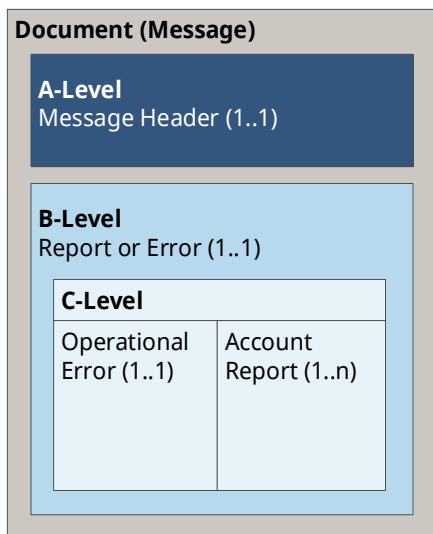 Document (Message)
A-Level
Message Header (1..1)
B-Level
Report or Error (1..1)
C-Level
Operational
Error (1..1)
Account
Report (1..n)